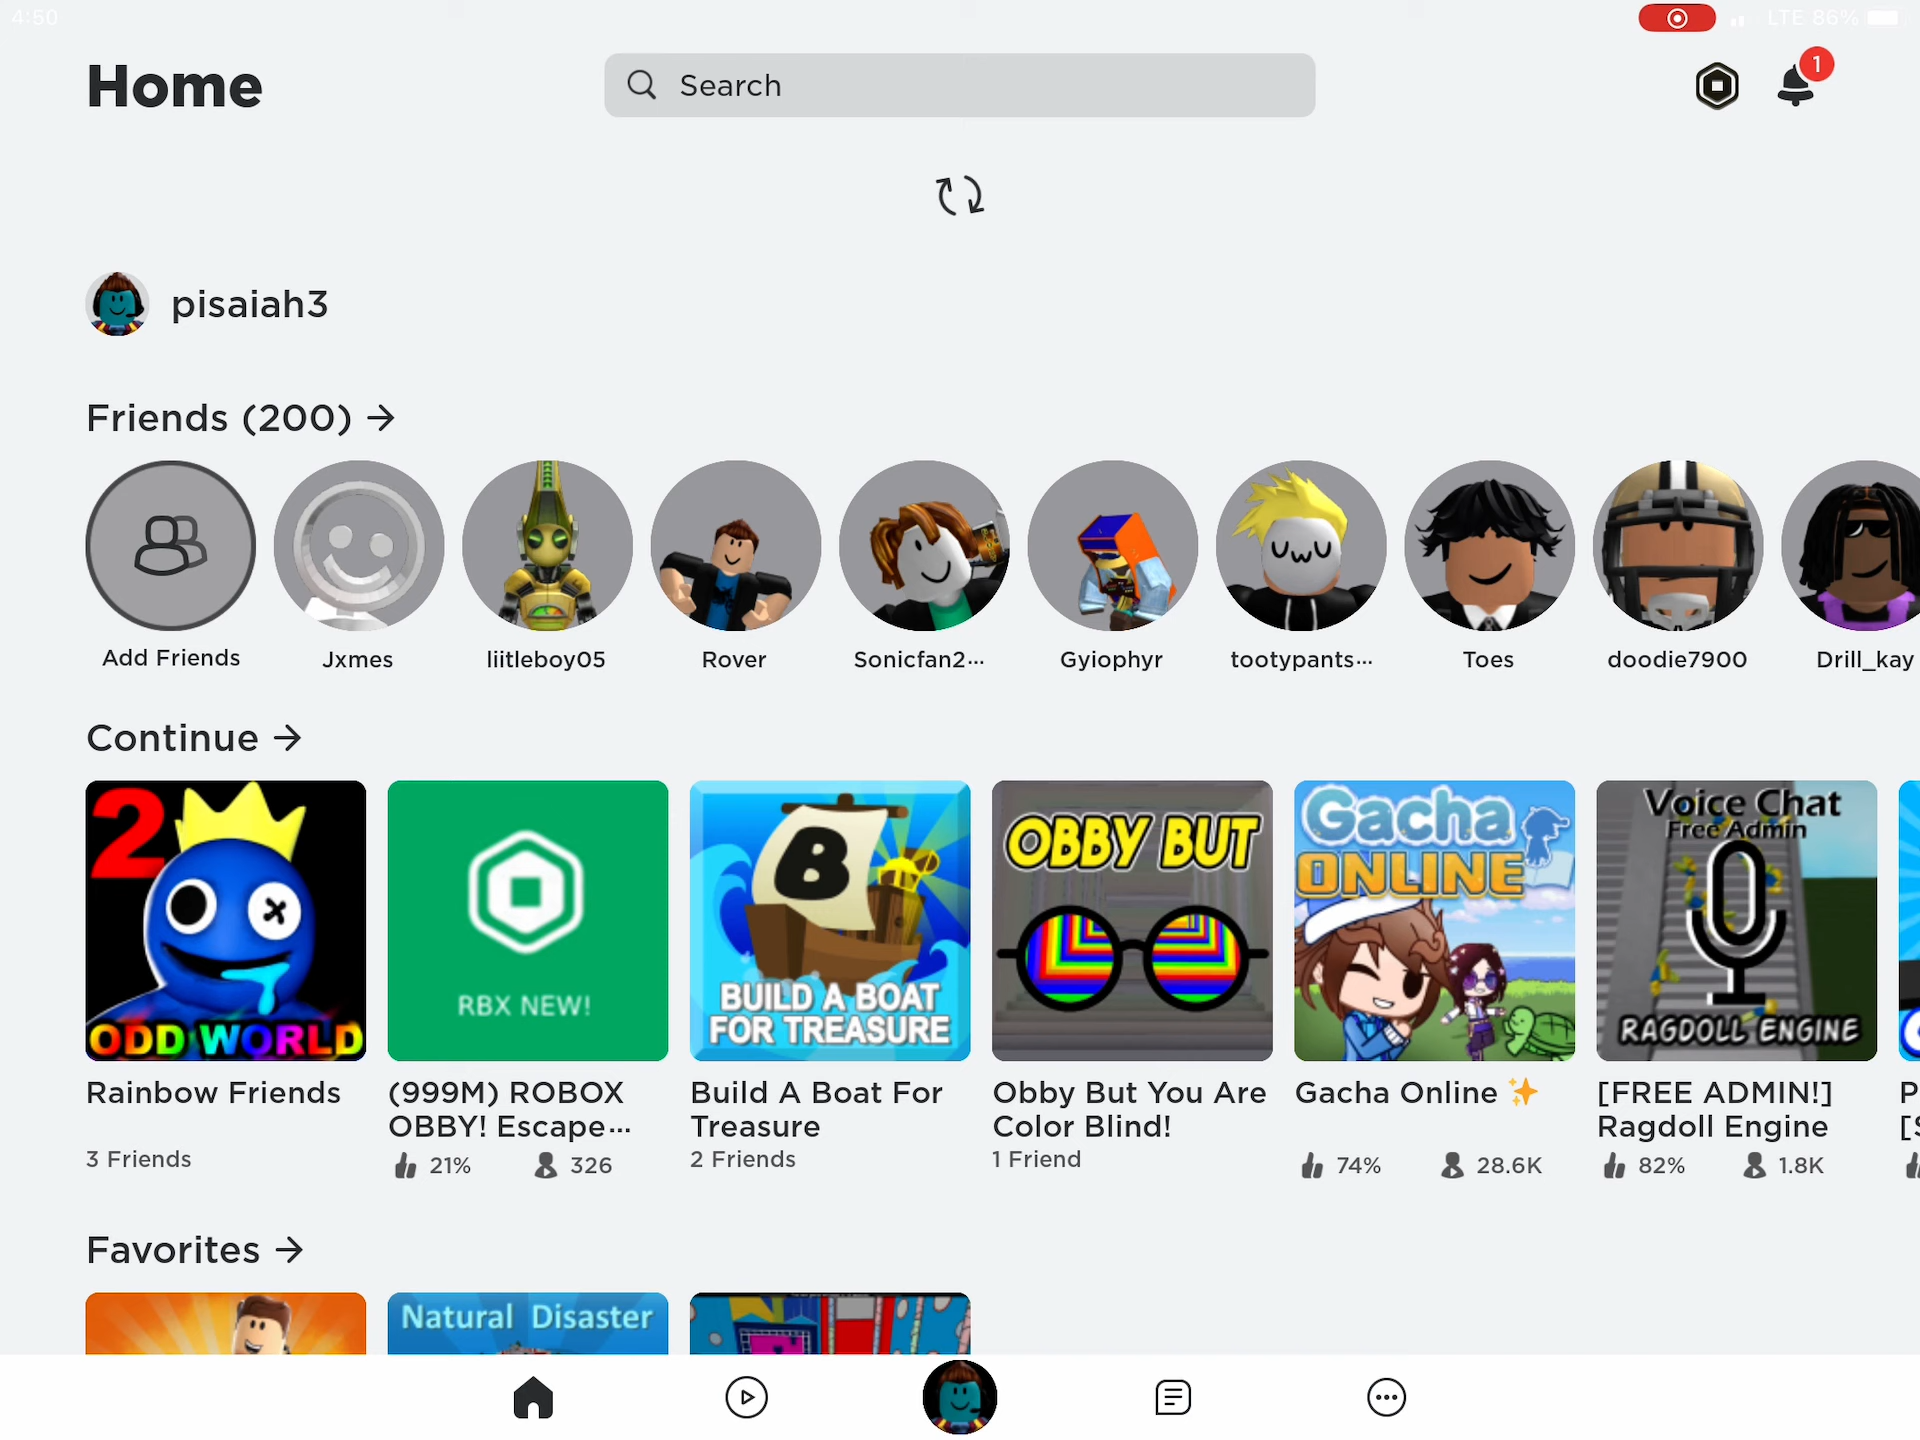 4:50
LTE 86%
Home
Search
1
pisaiah3
Friends (200)
Add Friends
Jxmes
liitleboy05
Rover
Sonicfan2...
Gyiophyr
tootypants...
Toes
doodie7900
Drill_kay
Continue
2
ODD WORLD
RBX NEW!
B
BUILD A BOAT
FOR TREASURE
OBBY BUT
Gacha
ONLINE
Voice Chat
Free Admin
RAGDOLL ENGINE
Rainbow Friends
3 Friends
(999M) ROBOX
OBBY! Escape...
21% 326
Build A Boat For
Treasure
2 Friends
Obby But You Are
Color Blind!
1 Friend
Gacha Online ✨
74% 28.6K
[FREE ADMIN!]
Ragdoll Engine
82% 1.8K
Favorites
Natural Disaster